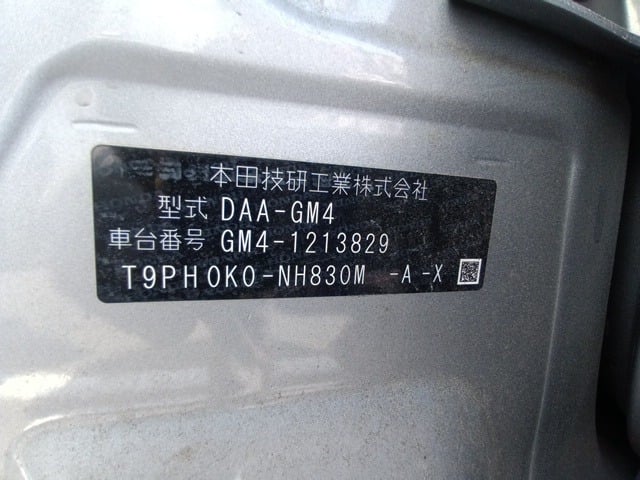 本田技研工業株式会社
型式 DAA-GM4
車台番号 GM4-1213829
T9PH0K0-NH830M -A -X